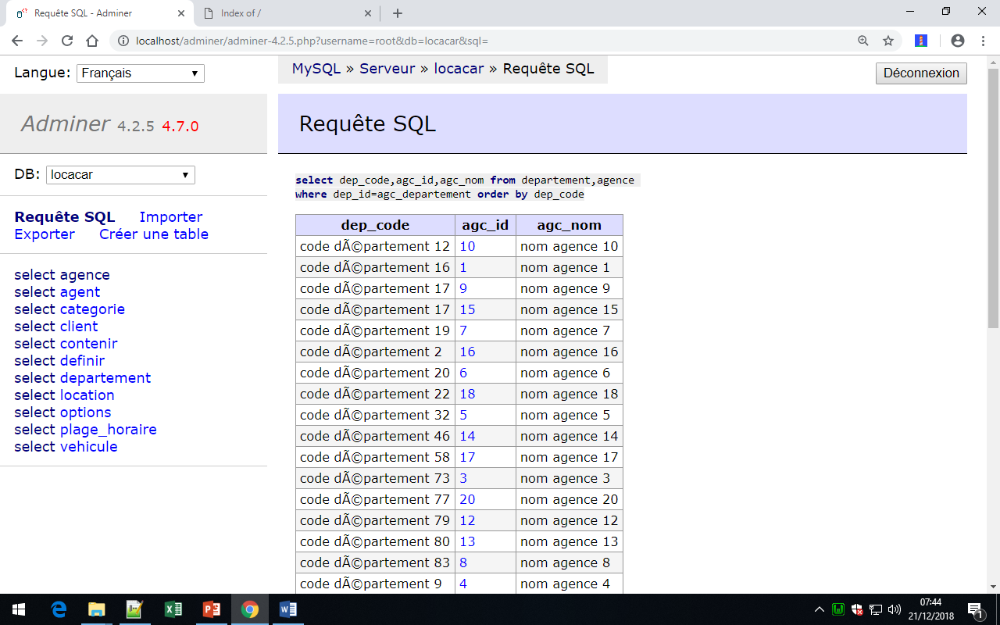 Requête SQL - Adminer
Index of /
localhost/adminer/adminer-4.2.5.php?username=root&db=locacar&sql=
Langue: Français
MySQL » Serveur » locacar » Requête SQL
Déconnexion
Adminer 4.2.5 4.7.0
Requête SQL
DB: locacar
Requête SQL Importer
Exporter Créer une table
select agence
select agent
select categorie
select client
select contenir
select definir
select departement
select location
select options
select plage_horaire
select vehicule
select dep_code,agc_id,agc_nom from departement,agence
where dep_id=agc_departement order by dep_code
dep_code agc_id agc_nom
code dÃ©partement 12 10 nom agence 10
code dÃ©partement 16 1 nom agence 1
code dÃ©partement 17 9 nom agence 9
code dÃ©partement 17 15 nom agence 15
code dÃ©partement 19 7 nom agence 7
code dÃ©partement 2 16 nom agence 16
code dÃ©partement 20 6 nom agence 6
code dÃ©partement 22 18 nom agence 18
code dÃ©partement 32 5 nom agence 5
code dÃ©partement 46 14 nom agence 14
code dÃ©partement 58 17 nom agence 17
code dÃ©partement 73 3 nom agence 3
code dÃ©partement 77 20 nom agence 20
code dÃ©partement 79 12 nom agence 12
code dÃ©partement 80 13 nom agence 13
code dÃ©partement 83 8 nom agence 8
code dÃ©partement 9 4 nom agence 4
07:44
21/12/2018
1